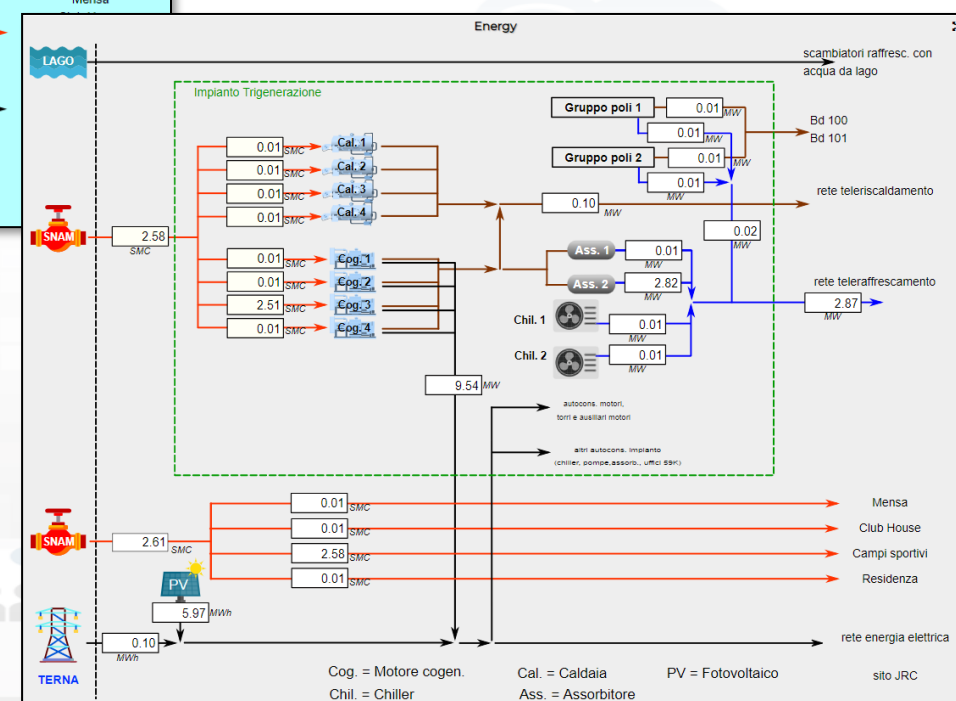 Mensa
Energy
LAGO
scambiatori raffresc. con
acqua da lago
Impianto Trigenerazione
Gruppo poli 1
0.01
MW
0.01
MW
Bd 100
Bd 101
Gruppo poli 2
0.01
MW
0.01
MW
0.01
SMC
Cal. 1
0.01
SMC
Cal. 2
0.01
SMC
Cal. 3
0.01
SMC
Cal. 4
rete teleriscaldamento
0.10
MW
SNAM
2.58
SMC
0.02
MW
0.01
SMC
Cog. 1
0.01
SMC
Cog. 2
2.51
SMC
Cog. 3
0.01
SMC
Cog. 4
Ass. 1
0.01
MW
Ass. 2
2.82
MW
rete teleraffrescamento
2.87
MW
Chil. 1
0.01
MW
Chil. 2
0.01
MW
9.54
MW
autocons. motori,
torri e ausiliari motori
altri autocons. impianto
(chiller, pompe,assorb., uffici 59K)
SNAM
2.61
SMC
0.01
SMC
Mensa
0.01
SMC
Club House
2.58
SMC
Campi sportivi
0.01
SMC
Residenza
PV
5.97
MWh
TERNA
0.10
MWh
rete energia elettrica
sito JRC
Cog. = Motore cogen.
Cal. = Caldaia
PV = Fotovoltaico
Chil. = Chiller
Ass. = Assorbitore